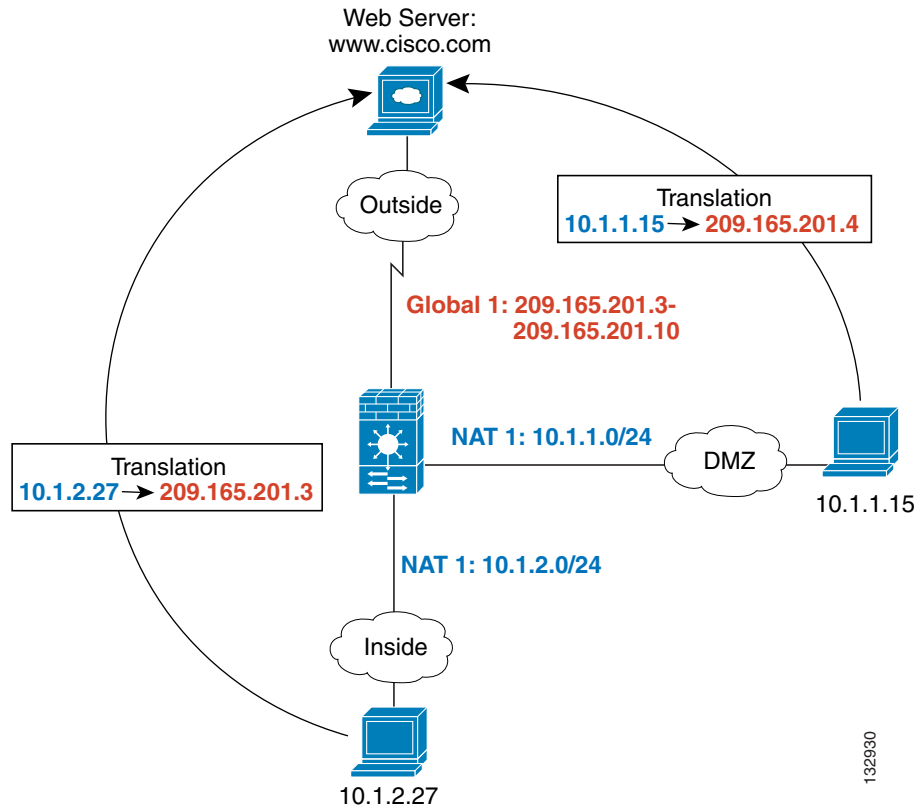 Web Server:
www.cisco.com
Outside
Translation
10.1.1.15 → 209.165.201.4
Global 1: 209.165.201.3-
209.165.201.10
NAT 1: 10.1.1.0/24
DMZ
10.1.1.15
Translation
10.1.2.27 → 209.165.201.3
NAT 1: 10.1.2.0/24
Inside
10.1.2.27
132930